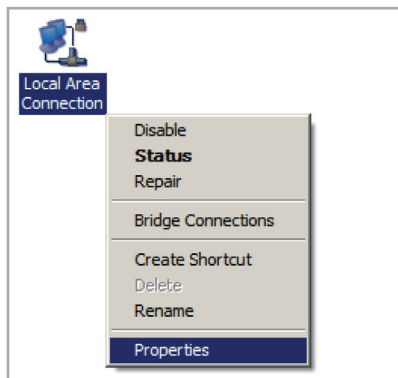 Local Area
Connection
Disable
Status
Repair
Bridge Connections
Create Shortcut
Delete
Rename
Properties